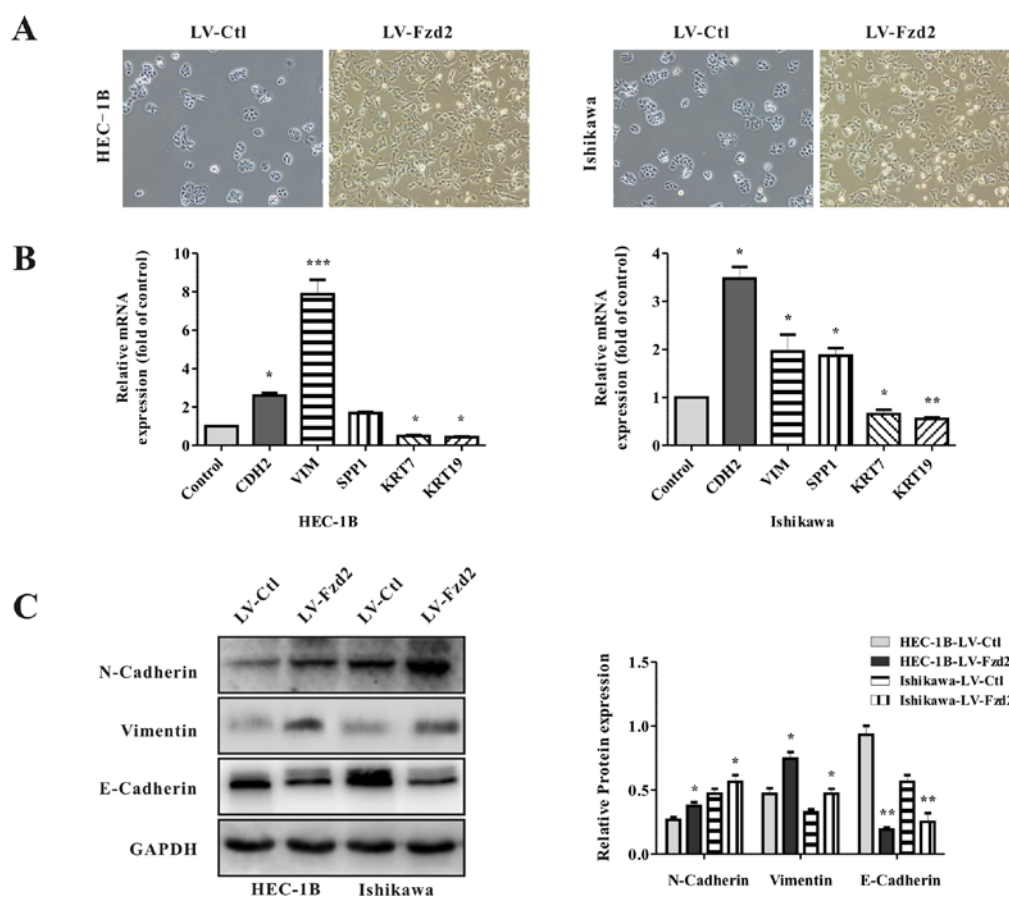 A
LV-Ctl LV-Fzd2 LV-Ctl LV-Fzd2
HEC-1B
Ishikawa
B
Relative mRNA
expression (fold of control)
10
8
6
4
2
0
*
***
*
*
Control CDH2 VIM SPP1 KRT7 KRT19
HEC-1B
Relative mRNA
expression (fold of control)
4
3
2
1
0
*
*
*
*
**
Control CDH2 VIM SPP1 KRT7 KRT19
Ishikawa
C
LV-Ctl LV-Fzd2 LV-Ctl LV-Fzd2
N-Cadherin
Vimentin
E-Cadherin
GAPDH
HEC-1B Ishikawa
HEC-1B-LV-Ctl
HEC-1B-LV-Fzd2
Ishikawa-LV-Ctl
Ishikawa-LV-Fzd2
Relative Protein expression
1.5
1.0
0.5
0.0
*
*
*
*
**
**
N-Cadherin Vimentin E-Cadherin